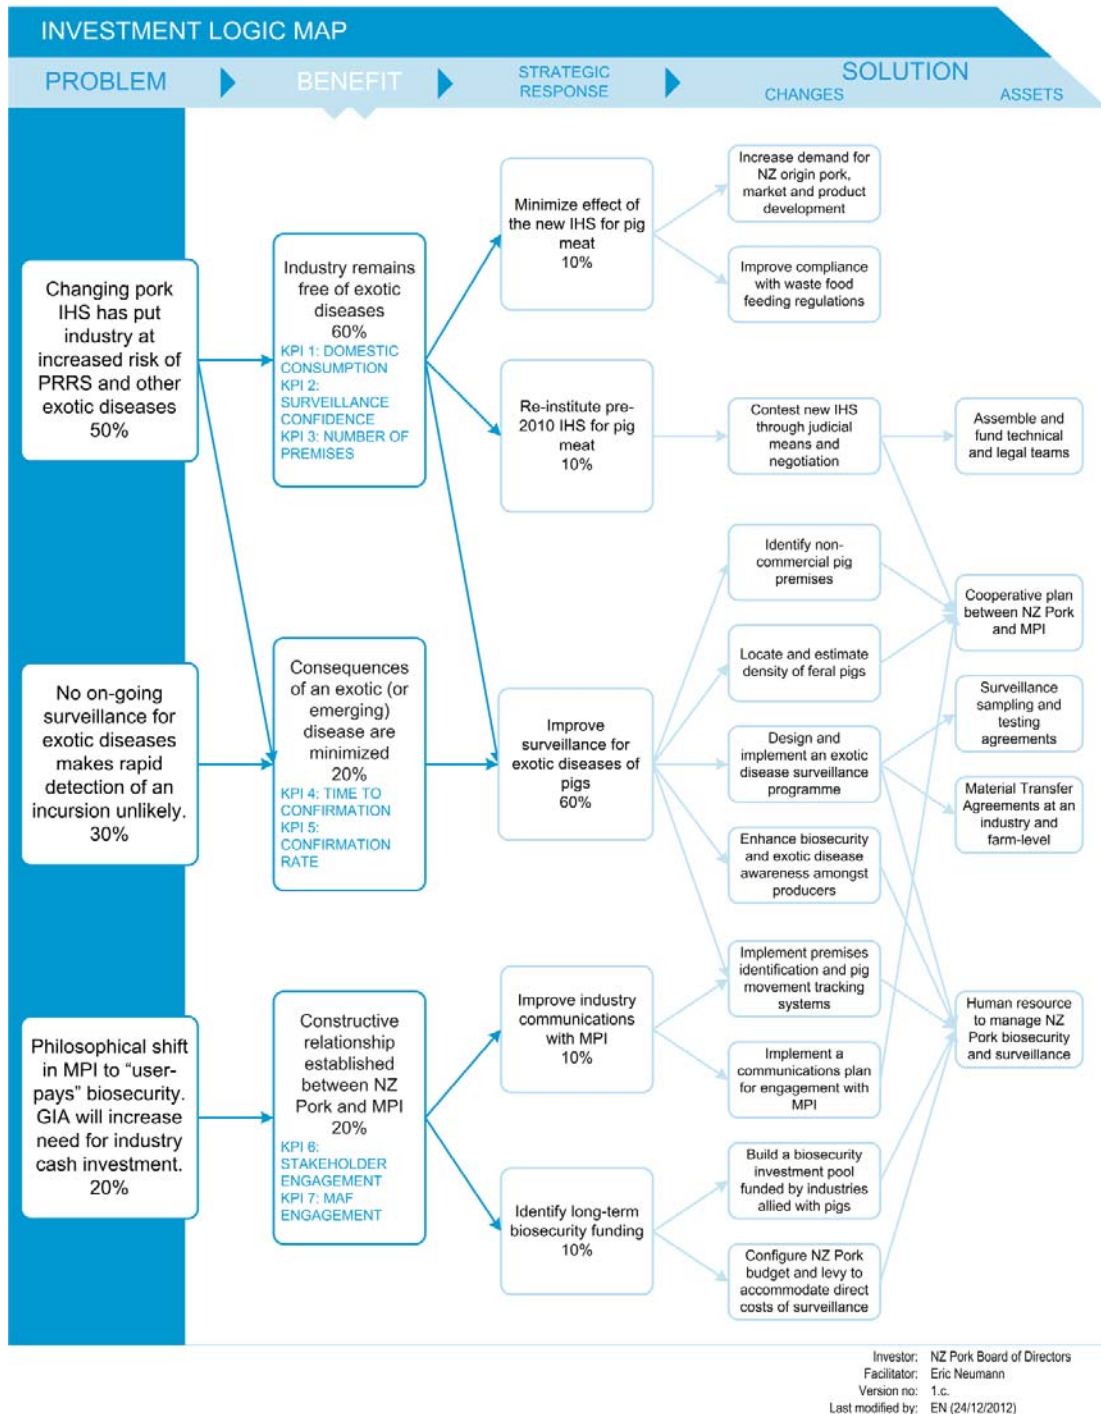 INVESTMENT LOGIC MAP
PROBLEM
BENEFIT
STRATEGIC
RESPONSE
SOLUTION
CHANGES
ASSETS
Changing pork
IHS has put
industry at
increased risk of
PRRS and other
exotic diseases
50%
No on-going
surveillance for
exotic diseases
makes rapid
detection of an
incursion unlikely.
30%
Philosophical shift
in MPI to “user-
pays” biosecurity.
GIA will increase
need for industry
cash investment.
20%
Industry remains
free of exotic
diseases
60%
KPI 1: DOMESTIC
CONSUMPTION
KPI 2:
SURVEILLANCE
CONFIDENCE
KPI 3: NUMBER OF
PREMISES
Consequences
of an exotic (or
emerging)
disease are
minimized
20%
KPI 4: TIME TO
CONFIRMATION
KPI 5:
CONFIRMATION
RATE
Constructive
relationship
established
between NZ
Pork and MPI
20%
KPI 6:
STAKEHOLDER
ENGAGEMENT
KPI 7: MAF
ENGAGEMENT
Minimize effect of
the new IHS for pig
meat
10%
Re-institute pre-
2010 IHS for pig
meat
10%
Improve
surveillance for
exotic diseases of
pigs
60%
Improve industry
communications
with MPI
10%
Identify long-term
biosecurity funding
10%
Increase demand for
NZ origin pork,
market and product
development
Improve compliance
with waste food
feeding regulations
Contest new IHS
through judicial
means and
negotiation
Identify non-
commercial pig
premises
Locate and estimate
density of feral pigs
Design and
implement an exotic
disease surveillance
programme
Enhance biosecurity
and exotic disease
awareness amongst
producers
Implement premises
identification and pig
movement tracking
systems
Implement a
communications plan
for engagement with
MPI
Build a biosecurity
investment pool
funded by industries
allied with pigs
Configure NZ Pork
budget and levy to
accommodate direct
costs of surveillance
Assemble and
fund technical
and legal teams
Cooperative plan
between NZ Pork
and MPI
Surveillance
sampling and
testing
agreements
Material Transfer
Agreements at an
industry and
farm-level
Human resource
to manage NZ
Pork biosecurity
and surveillance
Investor: NZ Pork Board of Directors
Facilitator: Eric Neumann
Version no: 1.c.
Last modified by: EN (24/12/2012)